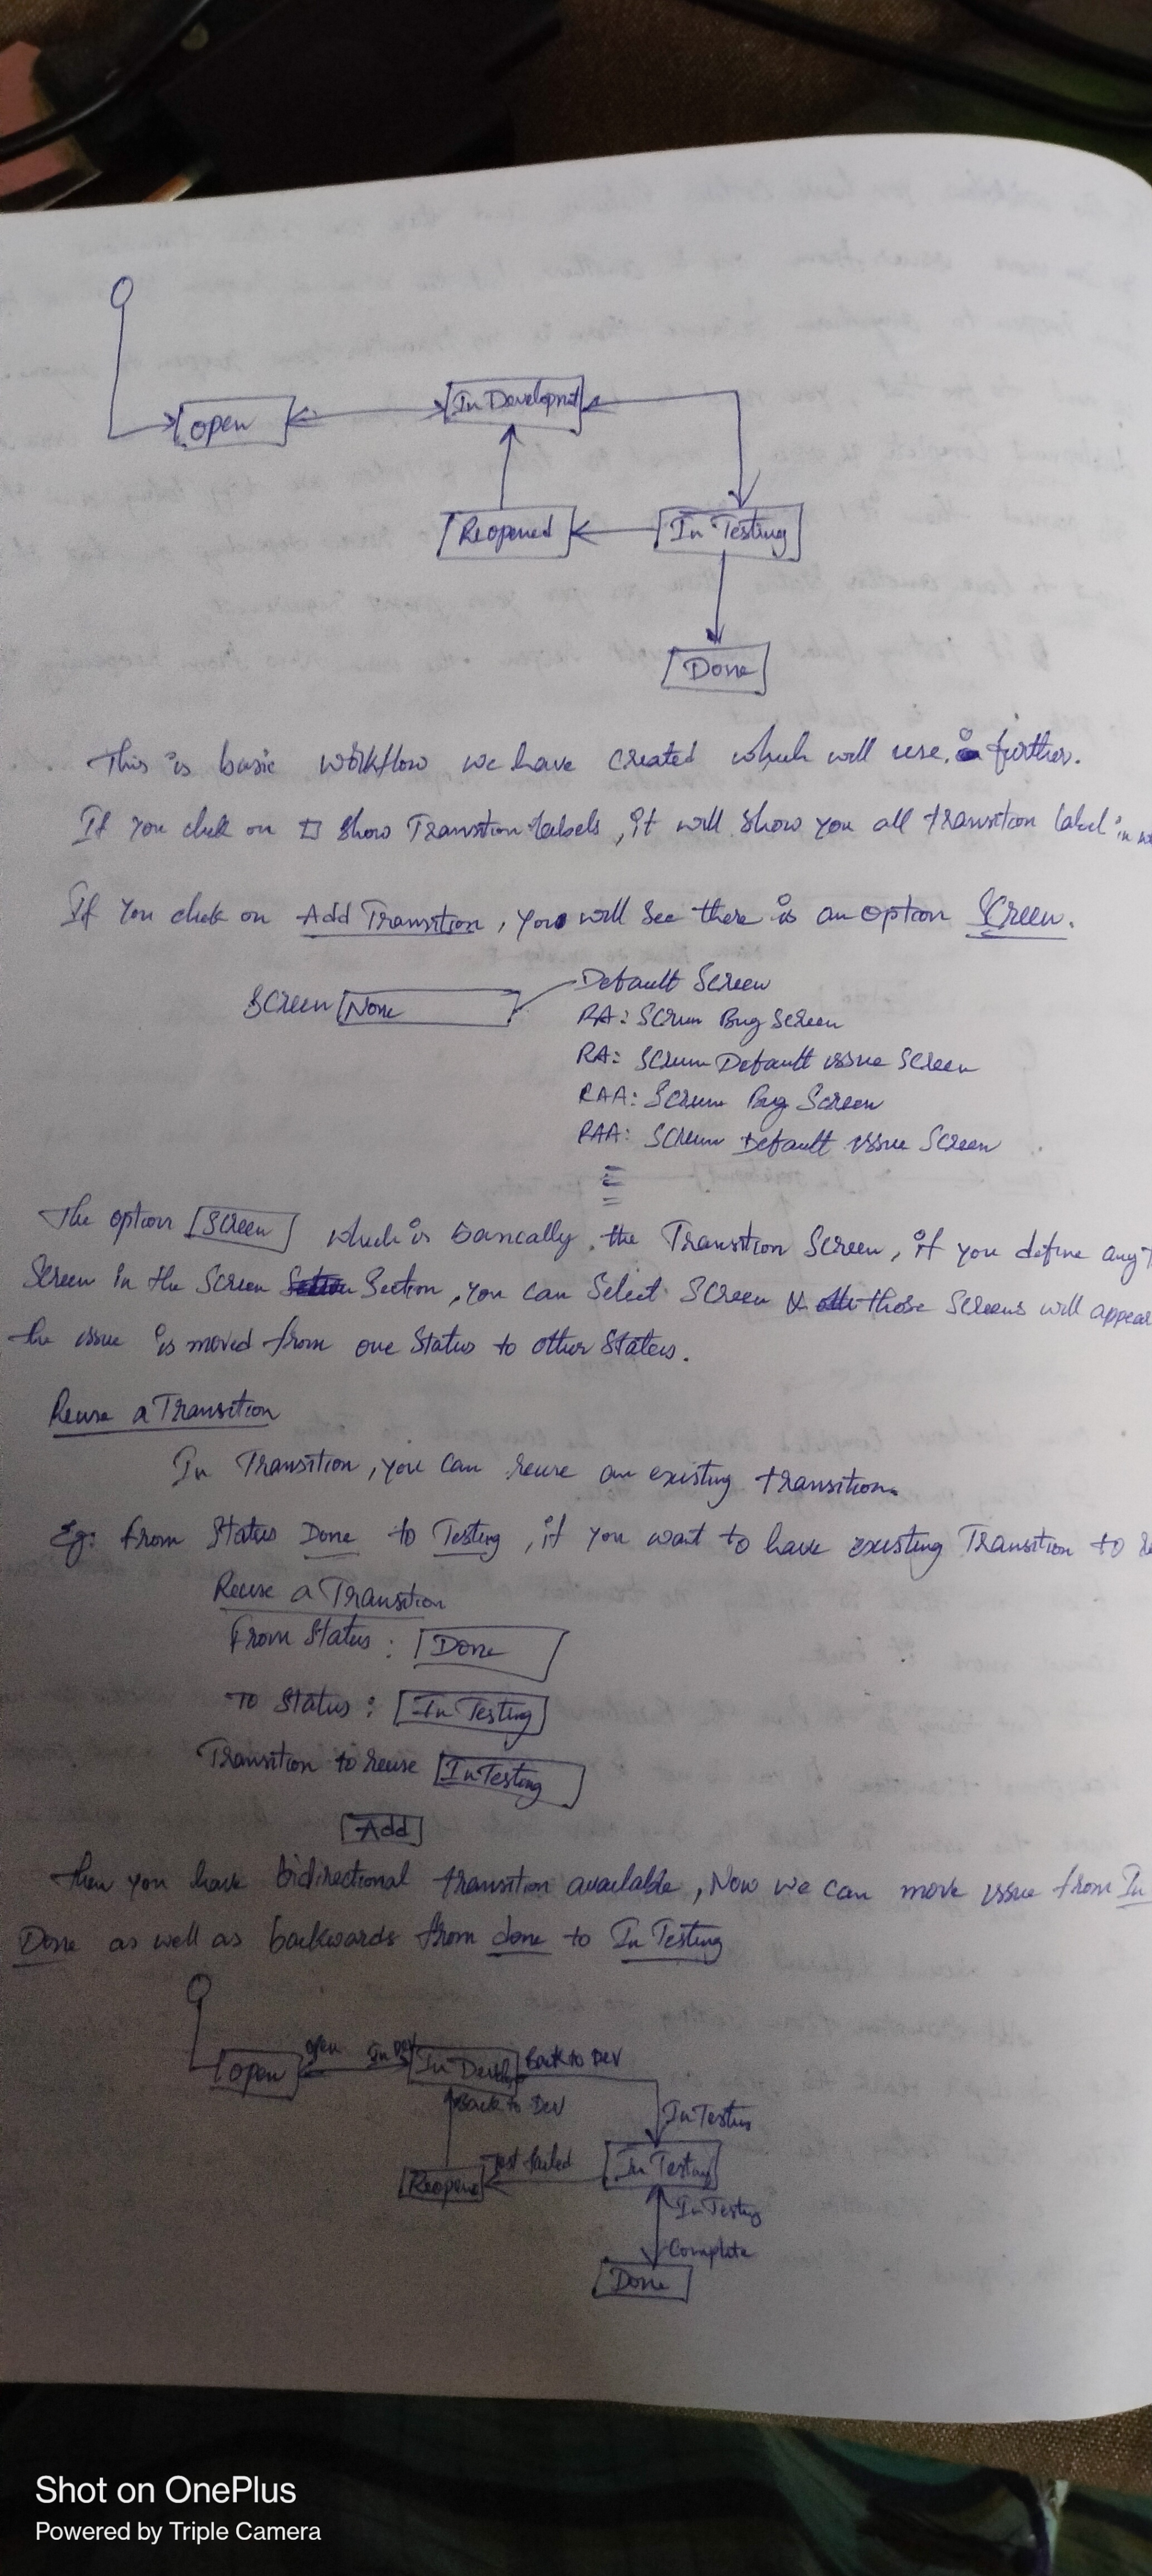 open
In Developmt
Reopened
In Testing
Done
This is basic workflow we have created which will use. further.
If you click on Show Transition labels, it will show you all transition label in
If you click on Add Transition, you will see there is an option Screen.
Screen None
Default Screen
RA: Scrum Bug Screen
RA: Scrum Default issue Screen
RAA: Scrum Bug Screen
RAA: Scrum Default issue Screen
The option Screen which is basically the Transition Screen, if you define any
Screen in the Screen Section, you can Select Screen those Screens will appear
the issue is moved from one Status to other Status.
Reuse a Transition
In Transition, you can reuse an existing transition.
Eg: from Status Done to Testing, if you want to have existing Transition to
Reuse a Transition
From Status: Done
To Status: In Testing
Transition to reuse In Testing
Add
then you have bidirectional transition available, Now we can move issue from In
Done as well as backwards from done to In Testing
open In Dev Back to Dev
open In Devel
Back to Dev In Testing
Test failed
Reopene In Testing
In Testing
Complete
Done
Shot on OnePlus
Powered by Triple Camera